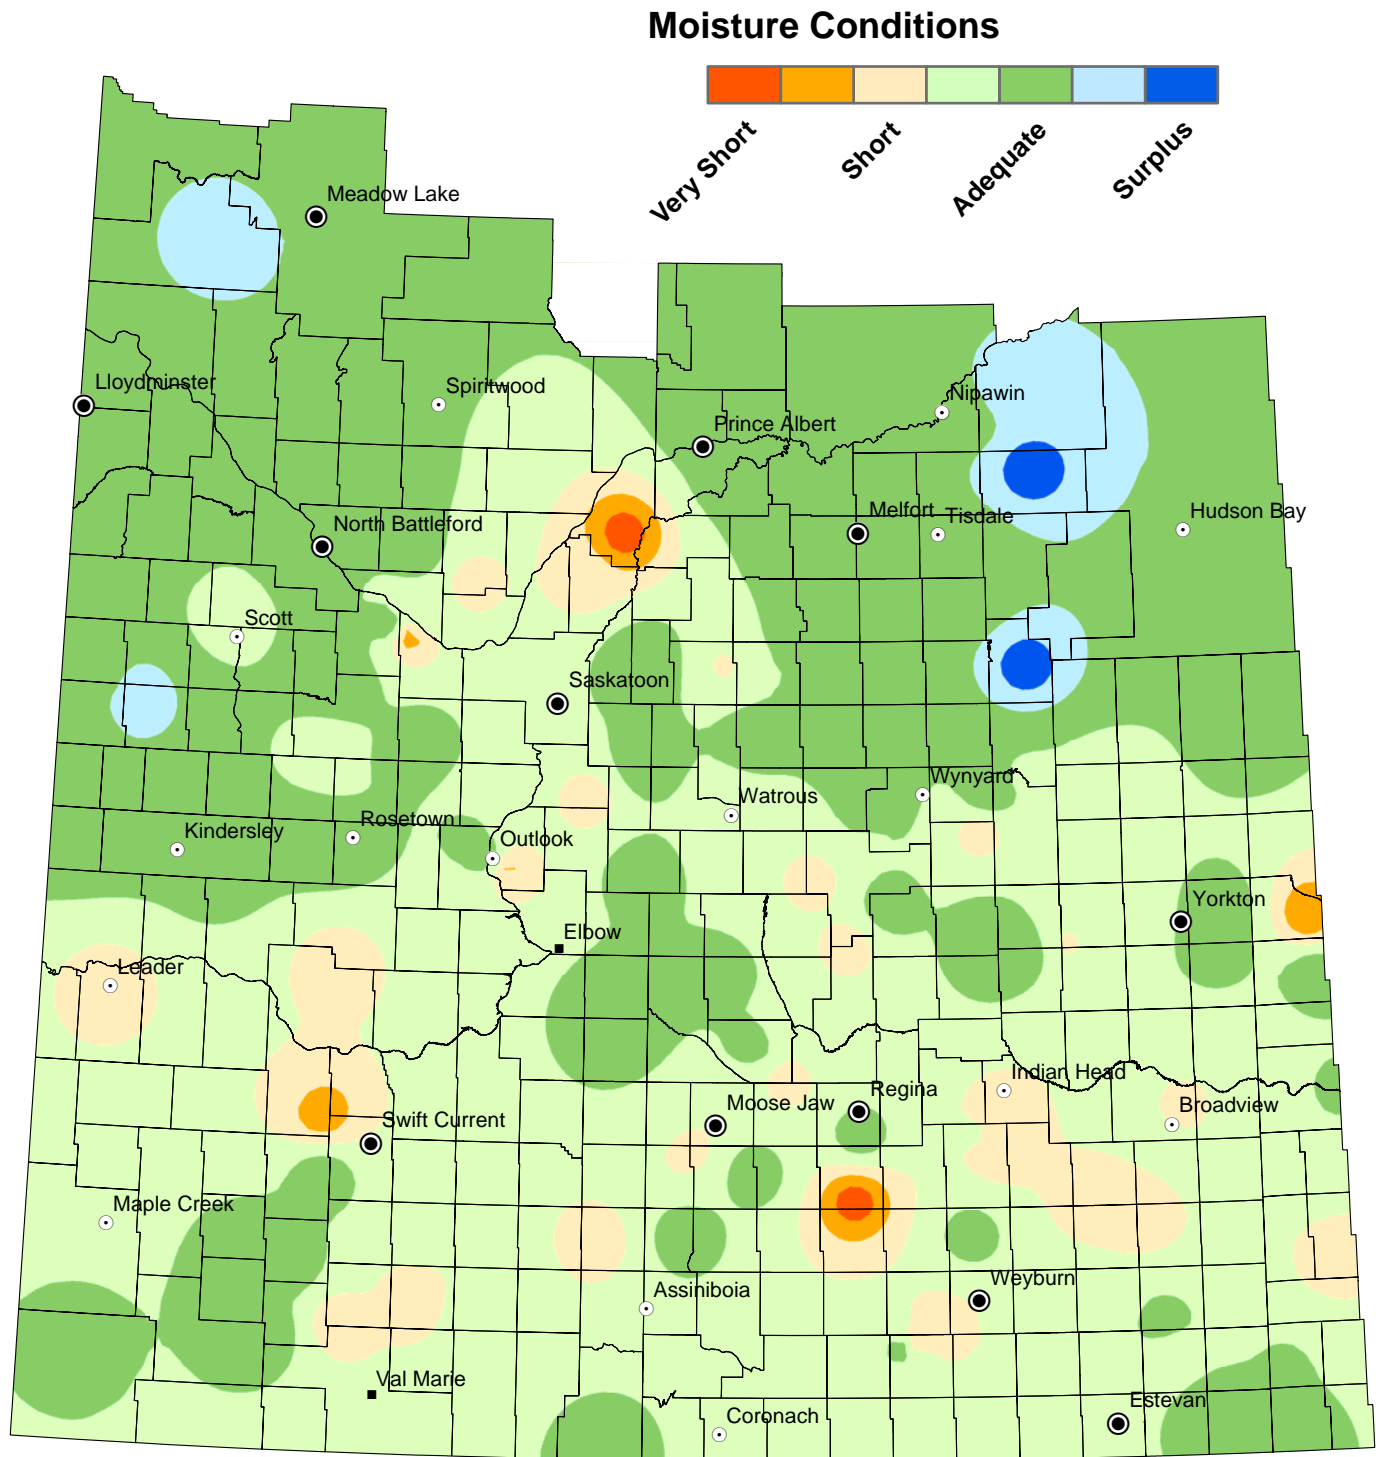 Moisture Conditions
Very Short
Short
Adequate
Surplus
Meadow Lake
Lloydminster
Spiritwood
Nipawin
Prince Albert
North Battleford
Melfort
Tisdale
Hudson Bay
Scott
Saskatoon
Wynyard
Watrous
Kindersley
Rosetown
Outlook
Yorkton
Elbow
Leader
Indian Head
Regina
Moose Jaw
Broadview
Swift Current
Maple Creek
Weyburn
Assiniboia
Val Marie
Estevan
Coronach